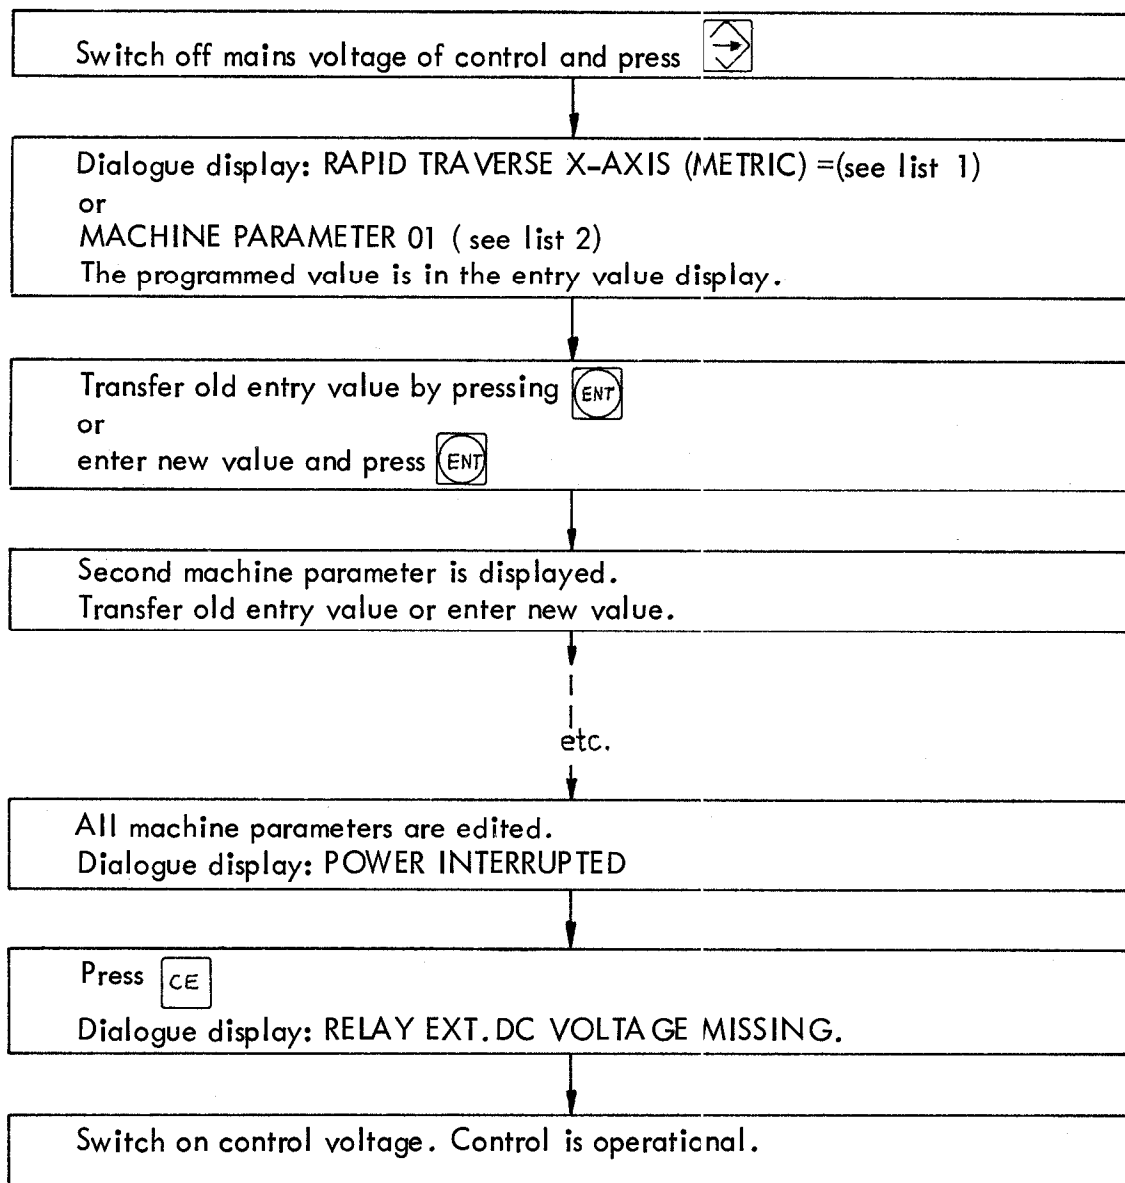 Switch off mains voltage of control and press
Dialogue display: RAPID TRAVERSE X-AXIS (METRIC) =(see list 1)
or
MACHINE PARAMETER 01 ( see list 2)
The programmed value is in the entry value display.
Transfer old entry value by pressing ENT
or
enter new value and press ENT
Second machine parameter is displayed.
Transfer old entry value or enter new value.
etc.
All machine parameters are edited.
Dialogue display: POWER INTERRUPTED
Press CE
Dialogue display: RELAY EXT. DC VOLTAGE MISSING.
Switch on control voltage. Control is operational.